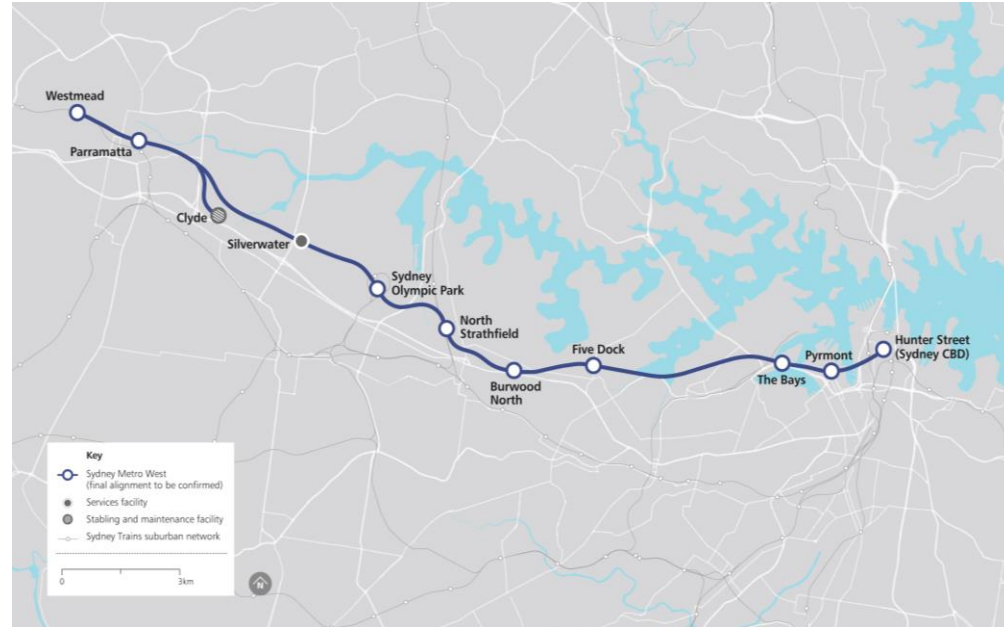 Westmead
Parramatta
Clyde
Silverwater
Sydney
Olympic Park
North
Strathfield
Burwood
North
Five Dock
The Bays
Pyrmont
Hunter Street
(Sydney CBD)
Key
Sydney Metro West
(final alignment to be confirmed)
Services facility
Stabling and maintenance facility
Sydney Trains suburban network
0 3km
N